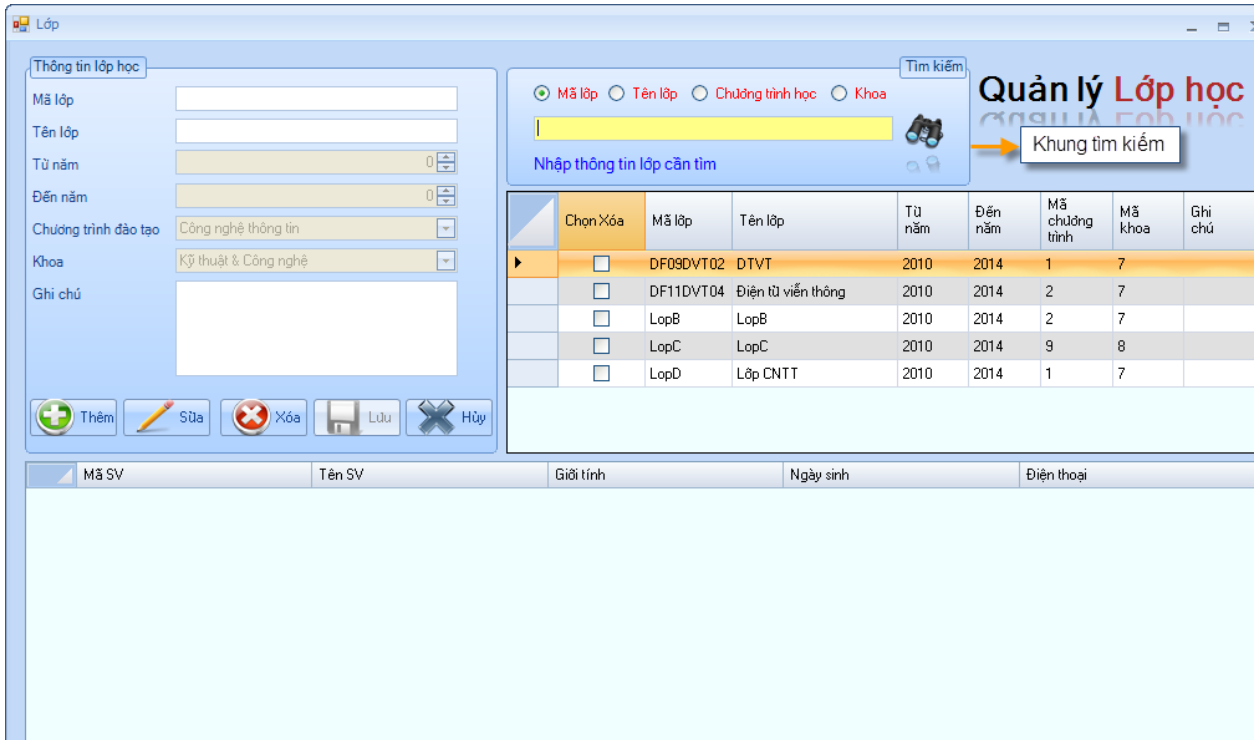 Lớp
Thông tin lớp học
Mã lớp
Tên lớp
Từ năm 0
Đến năm 0
Chương trình đào tạo Công nghệ thông tin
Khoa Kỹ thuật & Công nghệ
Ghi chú
Thêm Sửa Xóa Lưu Hủy
Tìm kiếm
Mã lớp Tên lớp Chương trình học Khoa
Nhập thông tin lớp cần tìm
Quản lý Lớp học
Khung tìm kiếm
Chọn Xóa Mã lớp Tên lớp Từ năm Đến năm Mã chương trình Mã khoa Ghi chú
DF09DVT02 DTVT 2010 2014 1 7
DF11DVT04 Điện tử viễn thông 2010 2014 2 7
LopB LopB 2010 2014 2 7
LopC LopC 2010 2014 9 8
LopD Lớp CNTT 2010 2014 1 7
Mã SV Tên SV Giới tính Ngày sinh Điện thoại